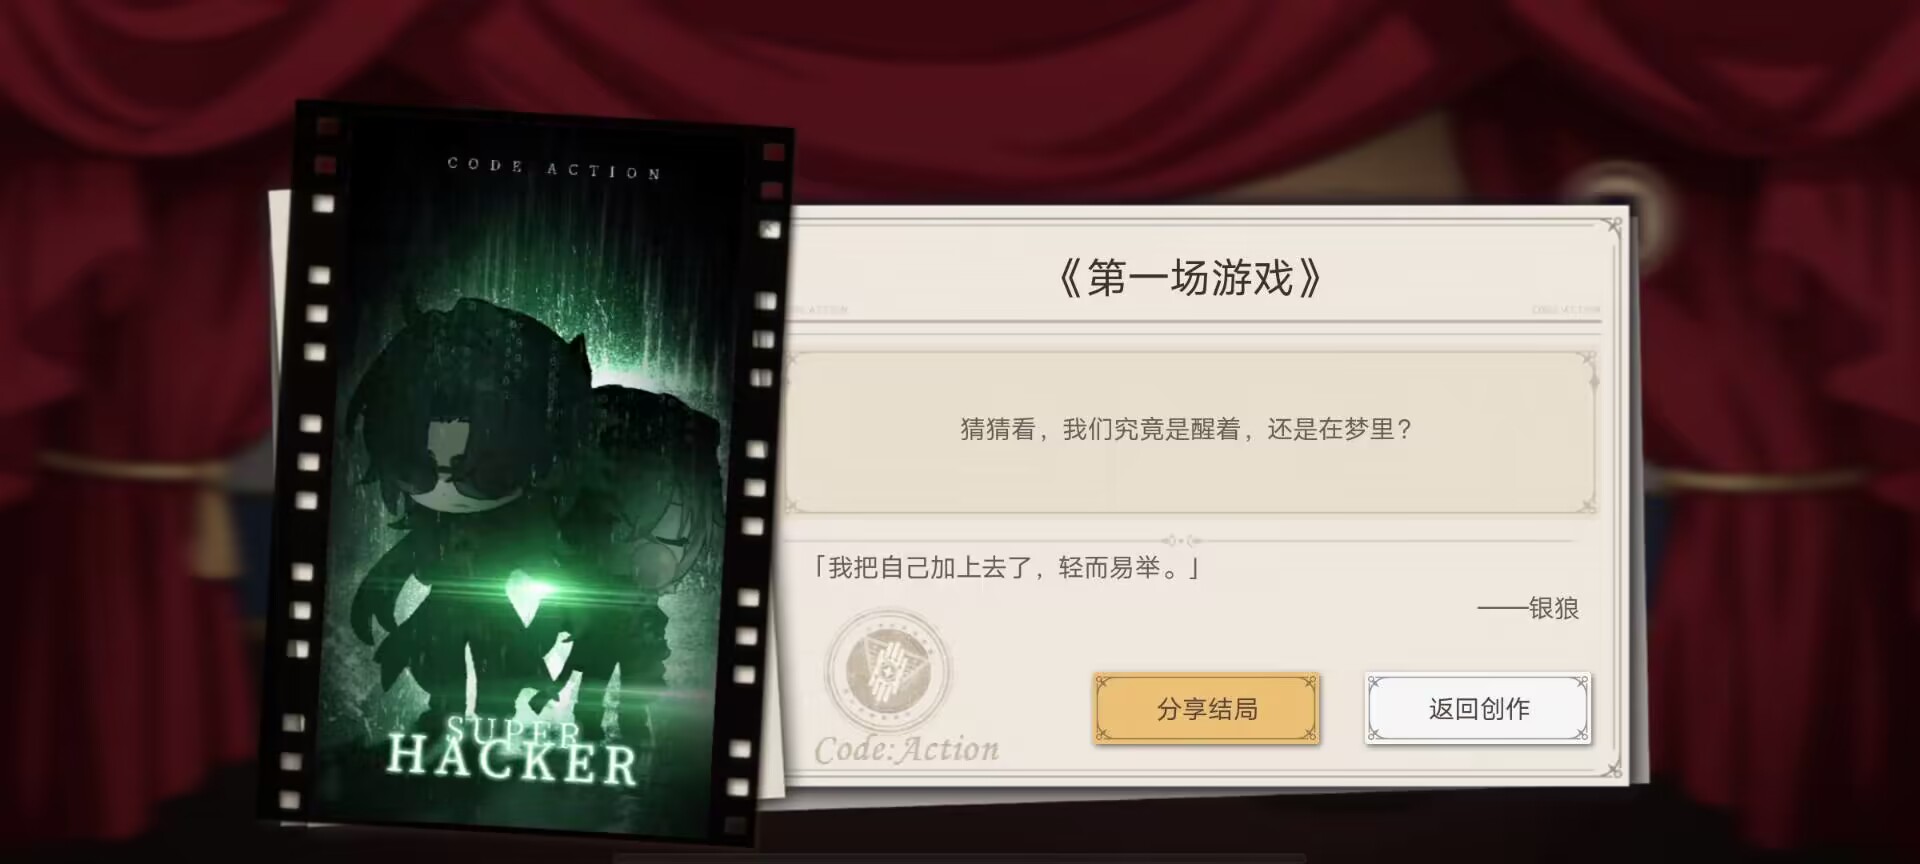 CODE ACTION
SUPER
HACKER
《第一场游戏》
CODE:ACTION
猜猜看，我们究竟是醒着，还是在梦里？
「我把自己加上去了，轻而易举。」
——银狼
分享结局
返回创作
Code:Action